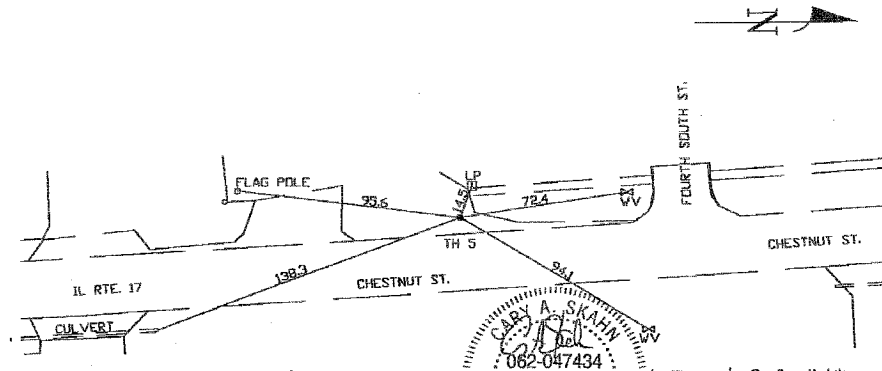 N
FOURTH SOUTH ST.
LP
FLAG POLE
95.6
14.5
72.4
WV
TH 5
CHESTNUT ST.
138.3
CHESTNUT ST.
94.1
IL RTE. 17
CULVERT
WV
CARY A. SKAHN
062-047434